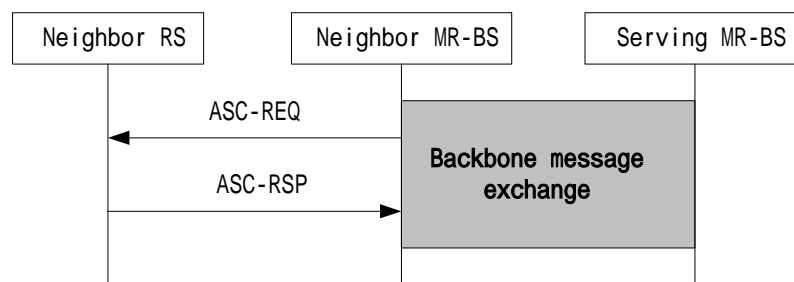 Neighbor RS
Neighbor MR-BS
Serving MR-BS
ASC-REQ
Backbone message
exchange
ASC-RSP